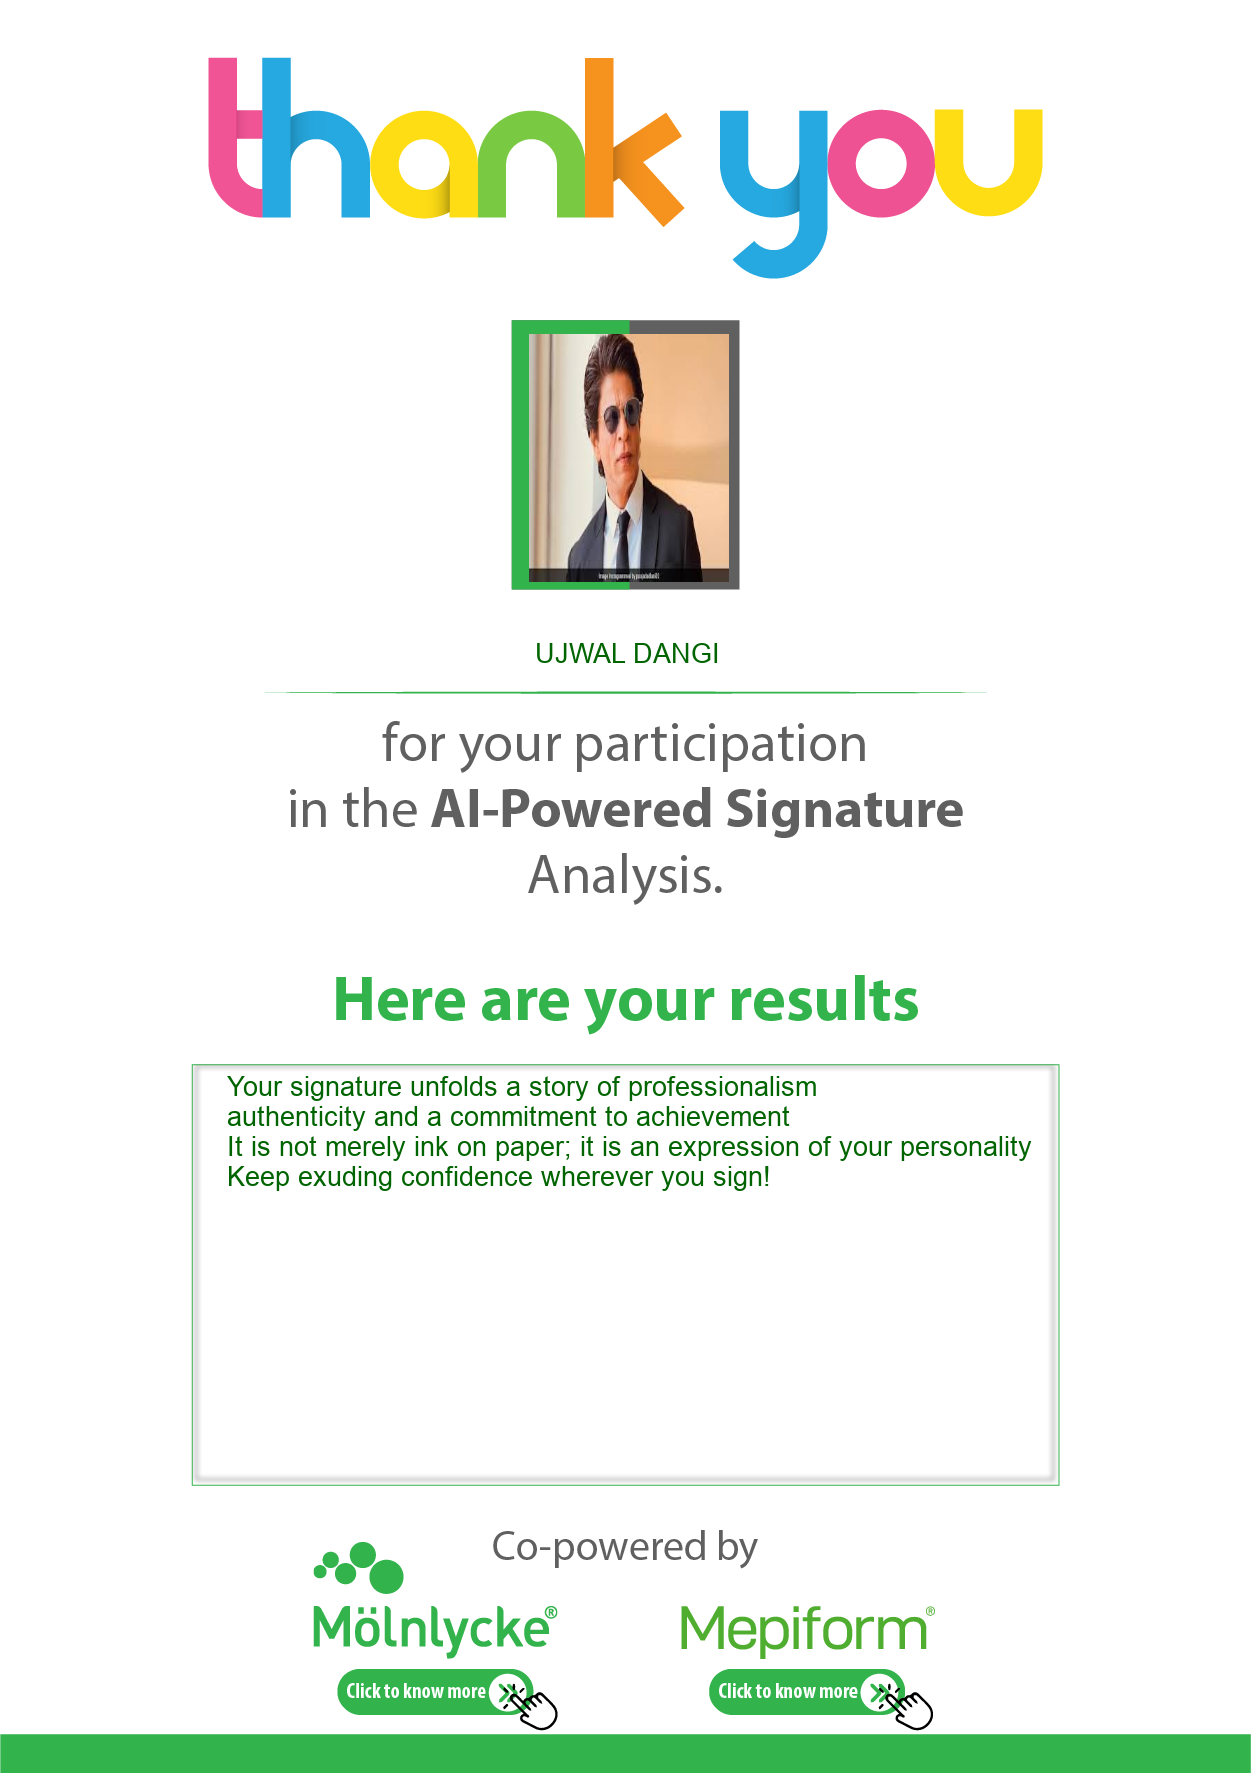 thank you
UJWAL DANGI
for your participation
in the AI-Powered Signature
Analysis.
Here are your results
Your signature unfolds a story of professionalism
authenticity and a commitment to achievement
It is not merely ink on paper; it is an expression of your personality
Keep exuding confidence wherever you sign!
Co-powered by
Mölnlycke®
Mepiform®
Click to know more
Click to know more